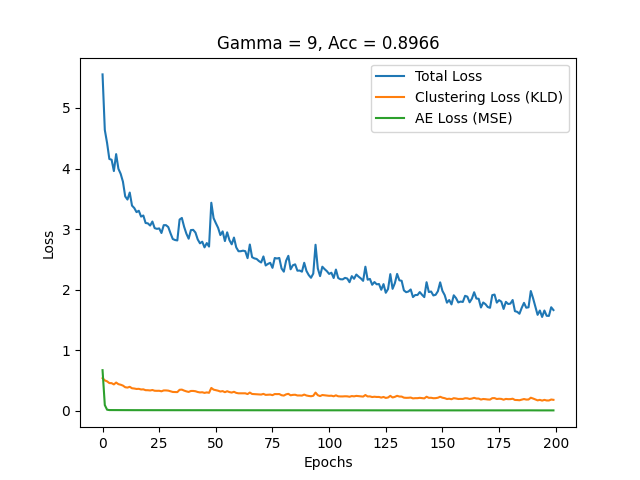 Gamma = 9, Acc = 0.8966
Total Loss
Clustering Loss (KLD)
AE Loss (MSE)
Loss
5
4
3
2
1
0
0 25 50 75 100 125 150 175 200
Epochs